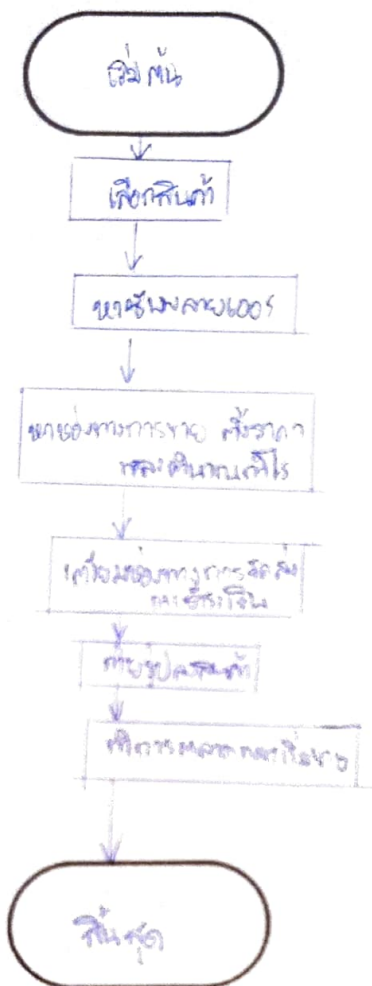 เริ่มต้น
เลือกสินค้า
หาซัพพลายเออร์
หาช่องทางการขาย ตั้งราคา
และคำนวณกำไร
เตรียมช่องทางการจัดส่ง
และชำระเงิน
ถ่ายรูปลงสินค้า
ทำการตลาด
สิ้นสุด